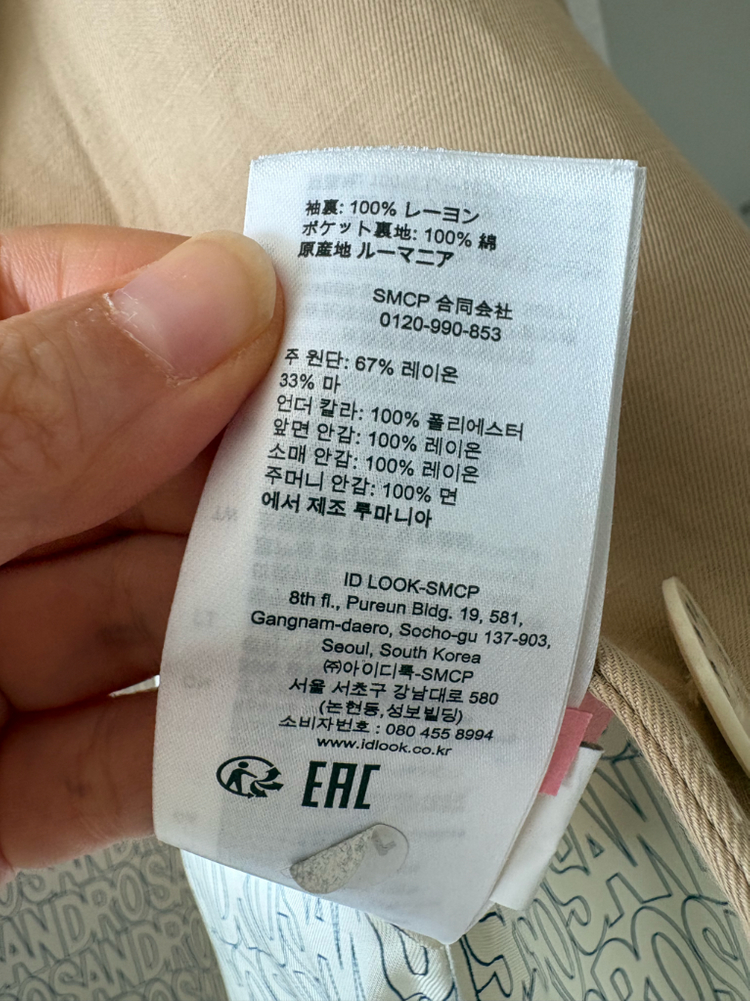 袖裏: 100% レーヨン
ポケット裏地: 100% 綿
原産地 ルーマニア
SMCP 合同会社
0120-990-853
주 원단: 67% 레이온
33% 마
언더 칼라: 100% 폴리에스터
앞면 안감: 100% 레이온
소매 안감: 100% 레이온
주머니 안감: 100% 면
에서 제조 루마니아
ID LOOK-SMCP
8th fl., Pureun Bldg. 19, 581,
Gangnam-daero, Socho-gu 137-903,
Seoul, South Korea
㈜아이디룩-SMCP
서울 서초구 강남대로 580
(논현동,성보빌딩)
소비자번호 : 080 455 8994
www.idlook.co.kr
EAC
L
SANDRO